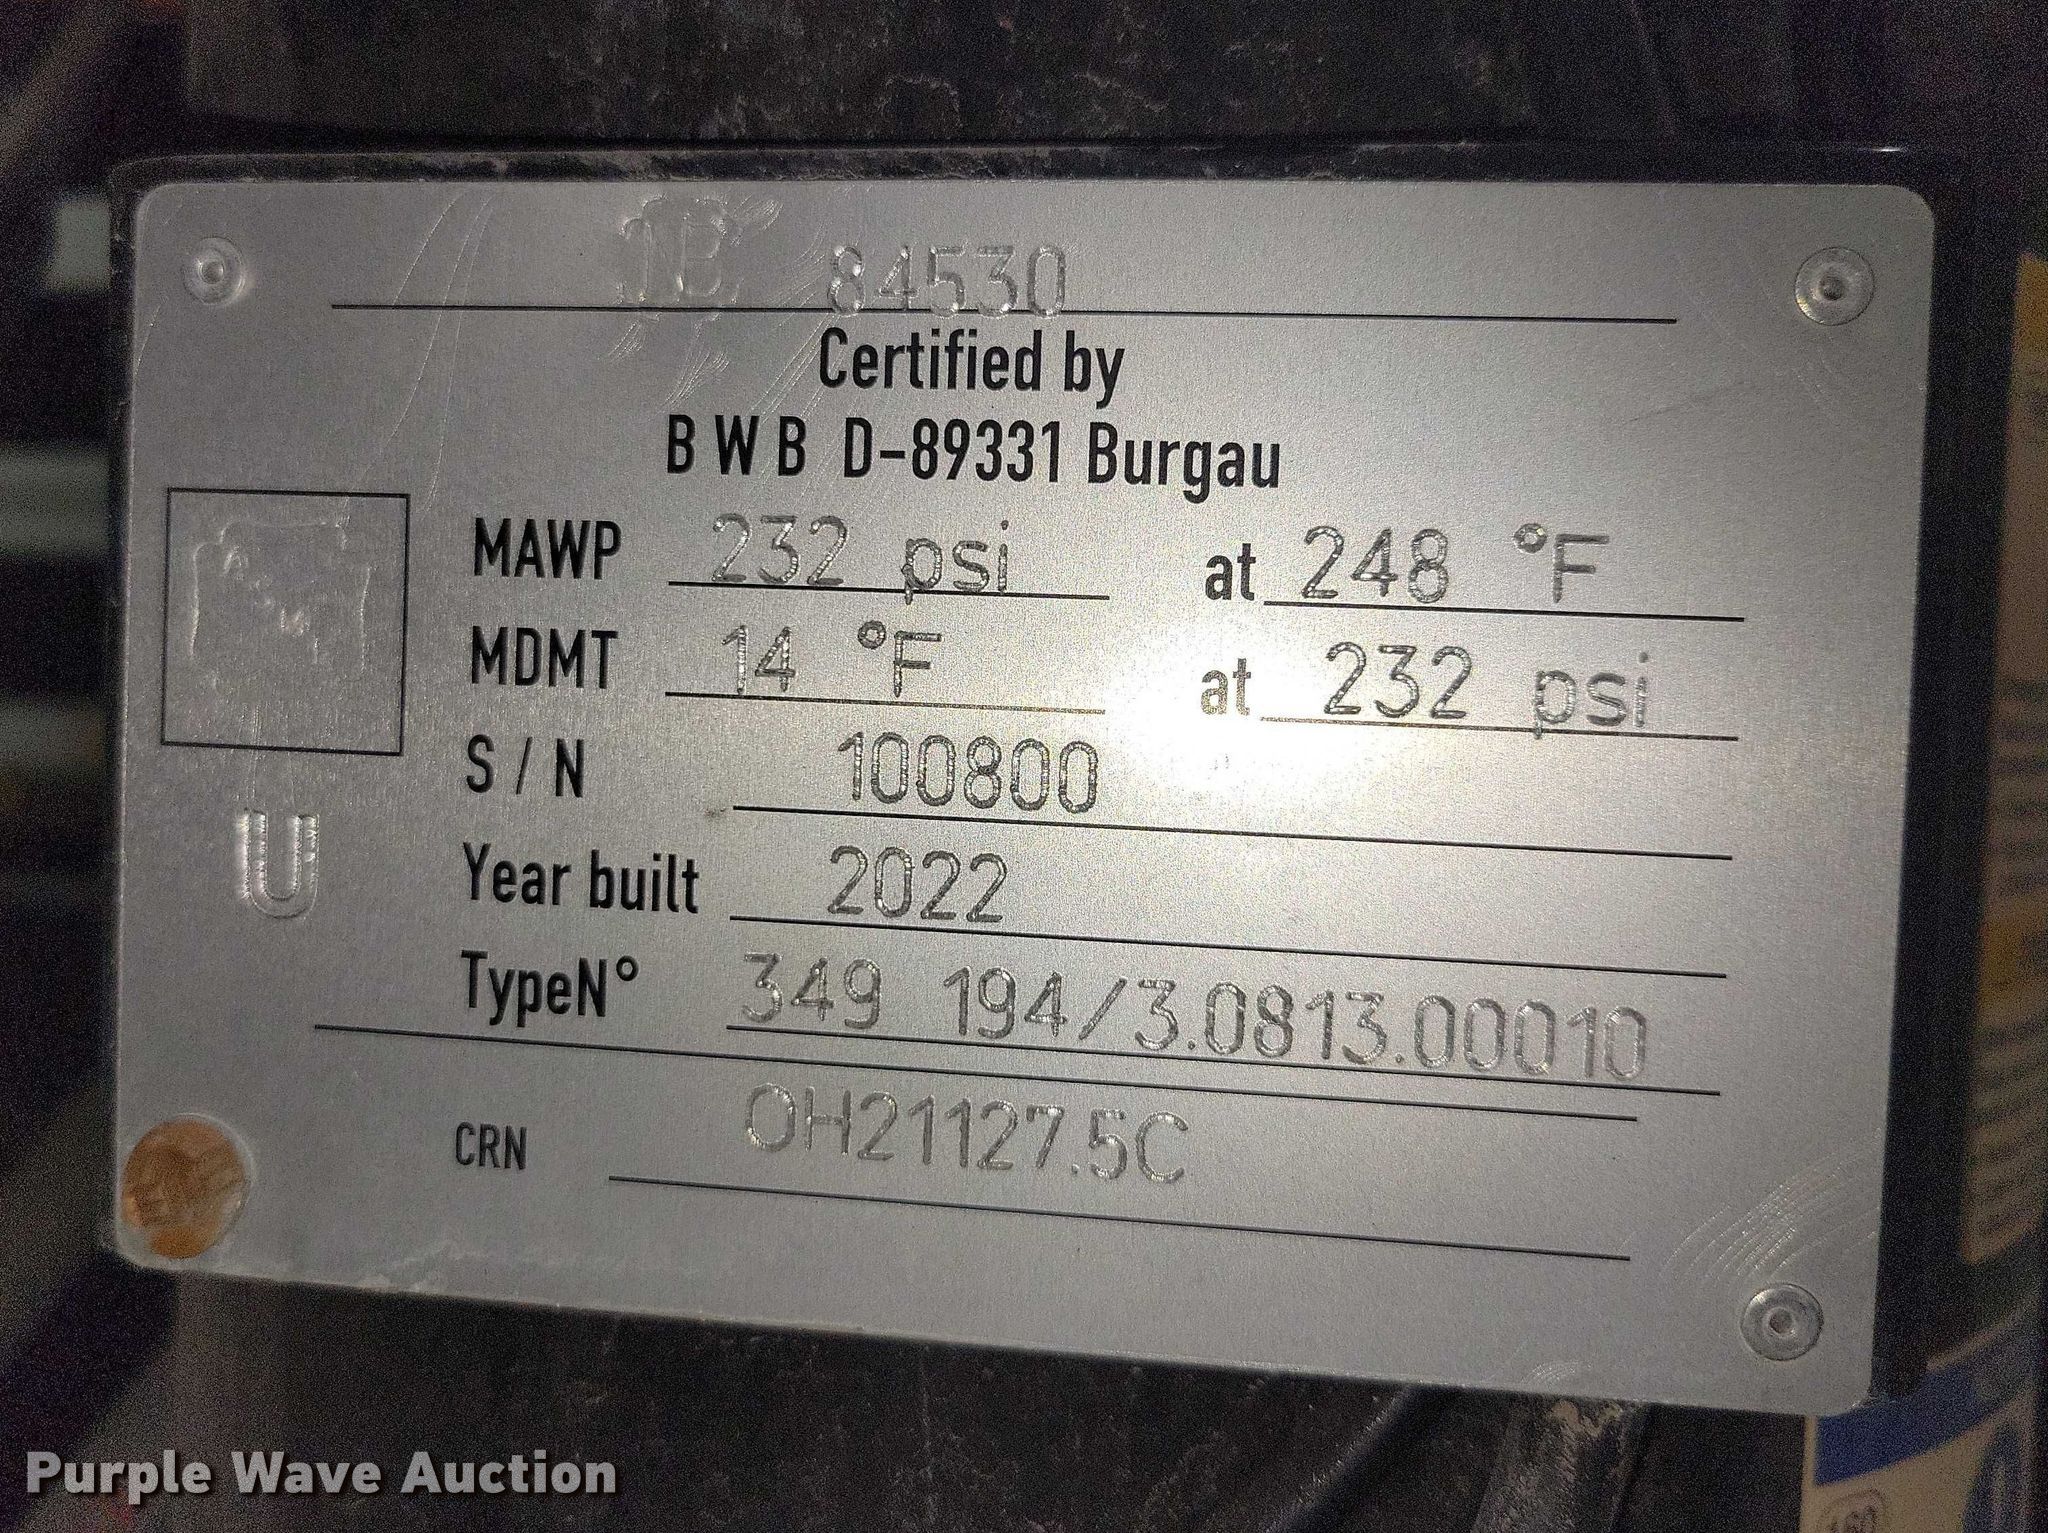 NB 84530
Certified by
B W B D-89331 Burgau
MAWP 232 psi at 248 °F
MDMT 14 °F at 232 psi
S / N 100800
U
Year built 2022
TypeN° 349 194/3.0813.00010
CRN OH21127.5C
Purple Wave Auction